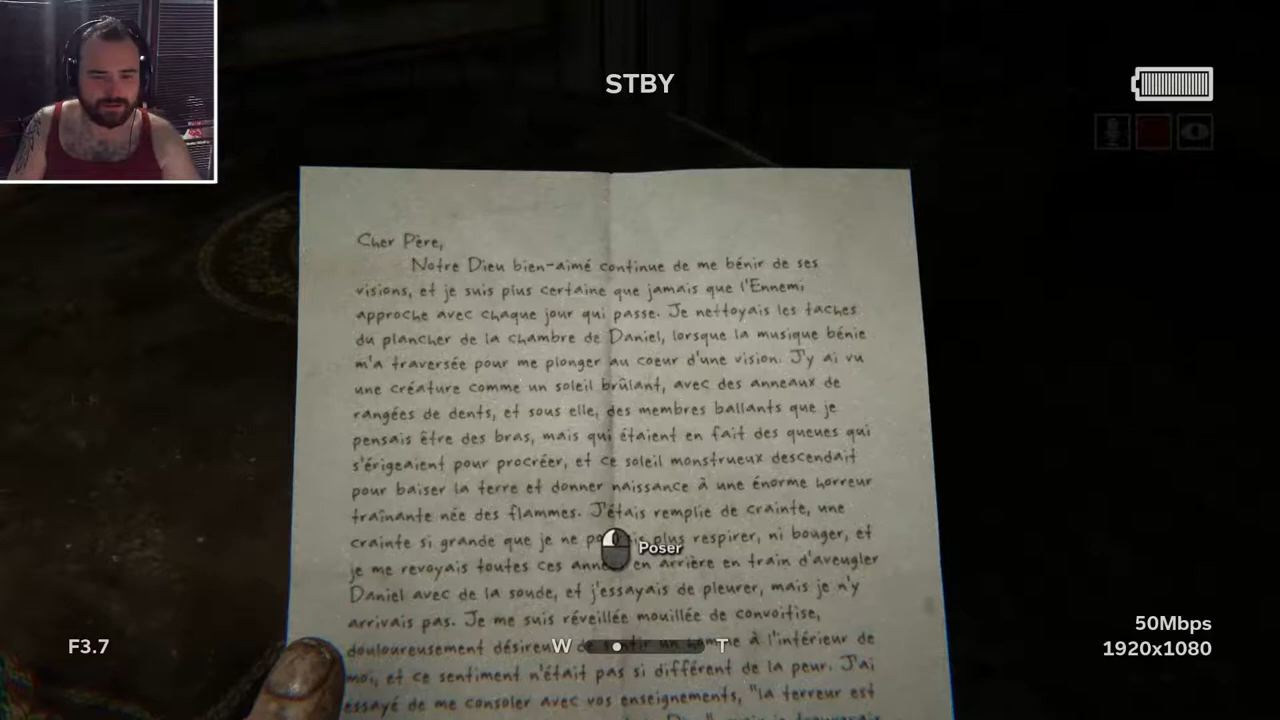 STBY
Cher Père,
Notre Dieu bien-aimé continue de me bénir de ses
visions, et je suis plus certaine que jamais que l'Ennemi
approche avec chaque jour qui passe. Je nettoyais les taches
du plancher de la chambre de Daniel, lorsque la musique bénie
m'a traversée pour me plonger au coeur d'une vision. J'y ai vu
une créature comme un soleil brûlant, avec des anneaux de
rangées de dents, et sous elle, des membres ballants que je
pensais être des bras, mais qui étaient en fait des queues qui
s'érigeaient pour procréer, et ce soleil monstrueux descendait
pour baiser la terre et donner naissance à une énorme horreur
traînante née des flammes. J'étais remplie de crainte, une
crainte si grande que je ne plus respirer, ni bouger, et
Poser
je me revoyais toutes ces en arrière en train d'aveugler
Daniel avec de la soude, et j'essayais de pleurer, mais je n'y
arrivais pas. Je me suis réveillée mouillée de convoitise,
douloureusement de un à l'intérieur de
moi, et ce sentiment n'était pas si différent de la peur. J'ai
essayé de me consoler avec vos enseignements, "la terreur est
F3.7
W T
50Mbps
1920x1080